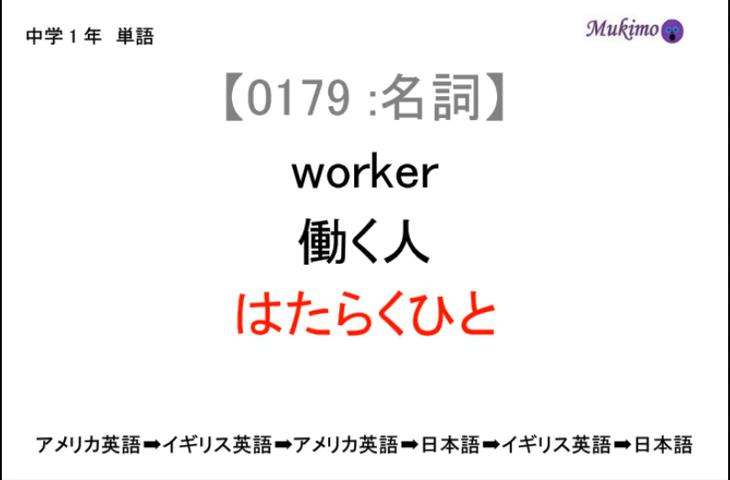 中学1年 単語
Mukimo
【0179 :名詞】
worker
働く人
はたらくひと
アメリカ英語➡イギリス英語➡アメリカ英語➡日本語➡イギリス英語➡日本語